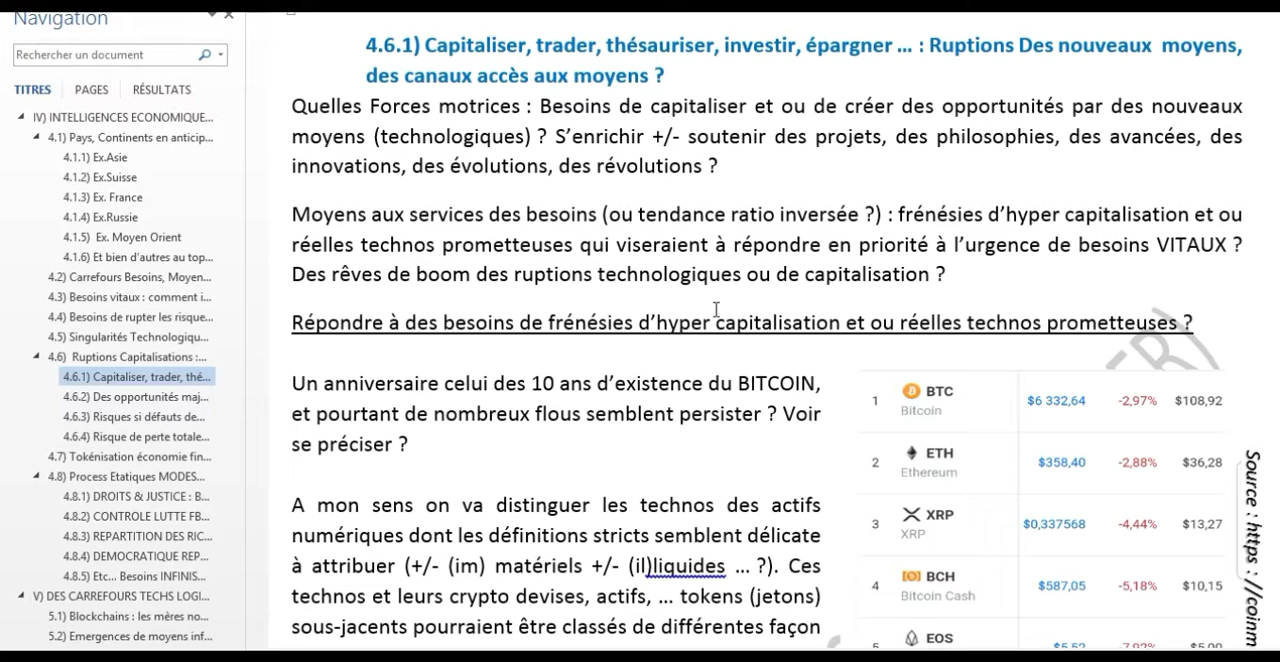 Navigation
Rechercher un document
TITRES PAGES RÉSULTATS
IV) INTELLIGENCES ECONOMIQUE...
4.1) Pays, Continents en anticip...
4.1.1) Ex.Asie
4.1.2) Ex.Suisse
4.1.3) Ex. France
4.1.4) Ex.Russie
4.1.5) Ex. Moyen Orient
4.1.6) Et bien d'autres au top...
4.2) Carrefours Besoins, Moyen...
4.3) Besoins vitaux : comment i...
4.4) Besoins de rupter les risque...
4.5) Singularités Technologiqu...
4.6) Ruptions Capitalisations :...
4.6.1) Capitaliser, trader, thé...
4.6.2) Des opportunités maj...
4.6.3) Risques si défauts de...
4.6.4) Risque de perte totale...
4.7) Tokénisation économie fin...
4.8) Process Etatiques MODES...
4.8.1) DROITS & JUSTICE : B...
4.8.2) CONTROLE LUTTE FB...
4.8.3) REPARTITION DES RIC...
4.8.4) DEMOCRATIQUE REP...
4.8.5) Etc... Besoins INFINIS...
V) DES CARREFOURS TECHS LOGI...
5.1) Blockchains : les mères no...
5.2) Emergences de moyens inf...
4.6.1) Capitaliser, trader, thésauriser, investir, épargner ... : Ruptions Des nouveaux moyens,
des canaux accès aux moyens ?
Quelles Forces motrices : Besoins de capitaliser et ou de créer des opportunités par des nouveaux
moyens (technologiques) ? S'enrichir +/- soutenir des projets, des philosophies, des avancées, des
innovations, des évolutions, des révolutions ?
Moyens aux services des besoins (ou tendance ratio inversée ?) : frénésies d'hyper capitalisation et ou
réelles technos prometteuses qui viseraient à répondre en priorité à l'urgence de besoins VITAUX ?
Des rêves de boom des ruptions technologiques ou de capitalisation ?
Répondre à des besoins de frénésies d'hyper capitalisation et ou réelles technos prometteuses ?
Un anniversaire celui des 10 ans d'existence du BITCOIN,
et pourtant de nombreux flous semblent persister ? Voir
se préciser ?
A mon sens on va distinguer les technos des actifs
numériques dont les définitions stricts semblent délicate
à attribuer (+/- (im) matériels +/- (il)liquides ... ?). Ces
technos et leurs crypto devises, actifs, ... tokens (jetons)
sous-jacents pourraient être classés de différentes façon
1 BTC Bitcoin $6 332,64 -2,97% $108,92
2 ETH Ethereum $358,40 -2,88% $36,28
3 XRP XRP $0,337568 -4,44% $13,27
4 BCH Bitcoin Cash $587,05 -5,18% $10,15
5 EOS $5,52 -7,92% $5,00
Source : https ://coinm